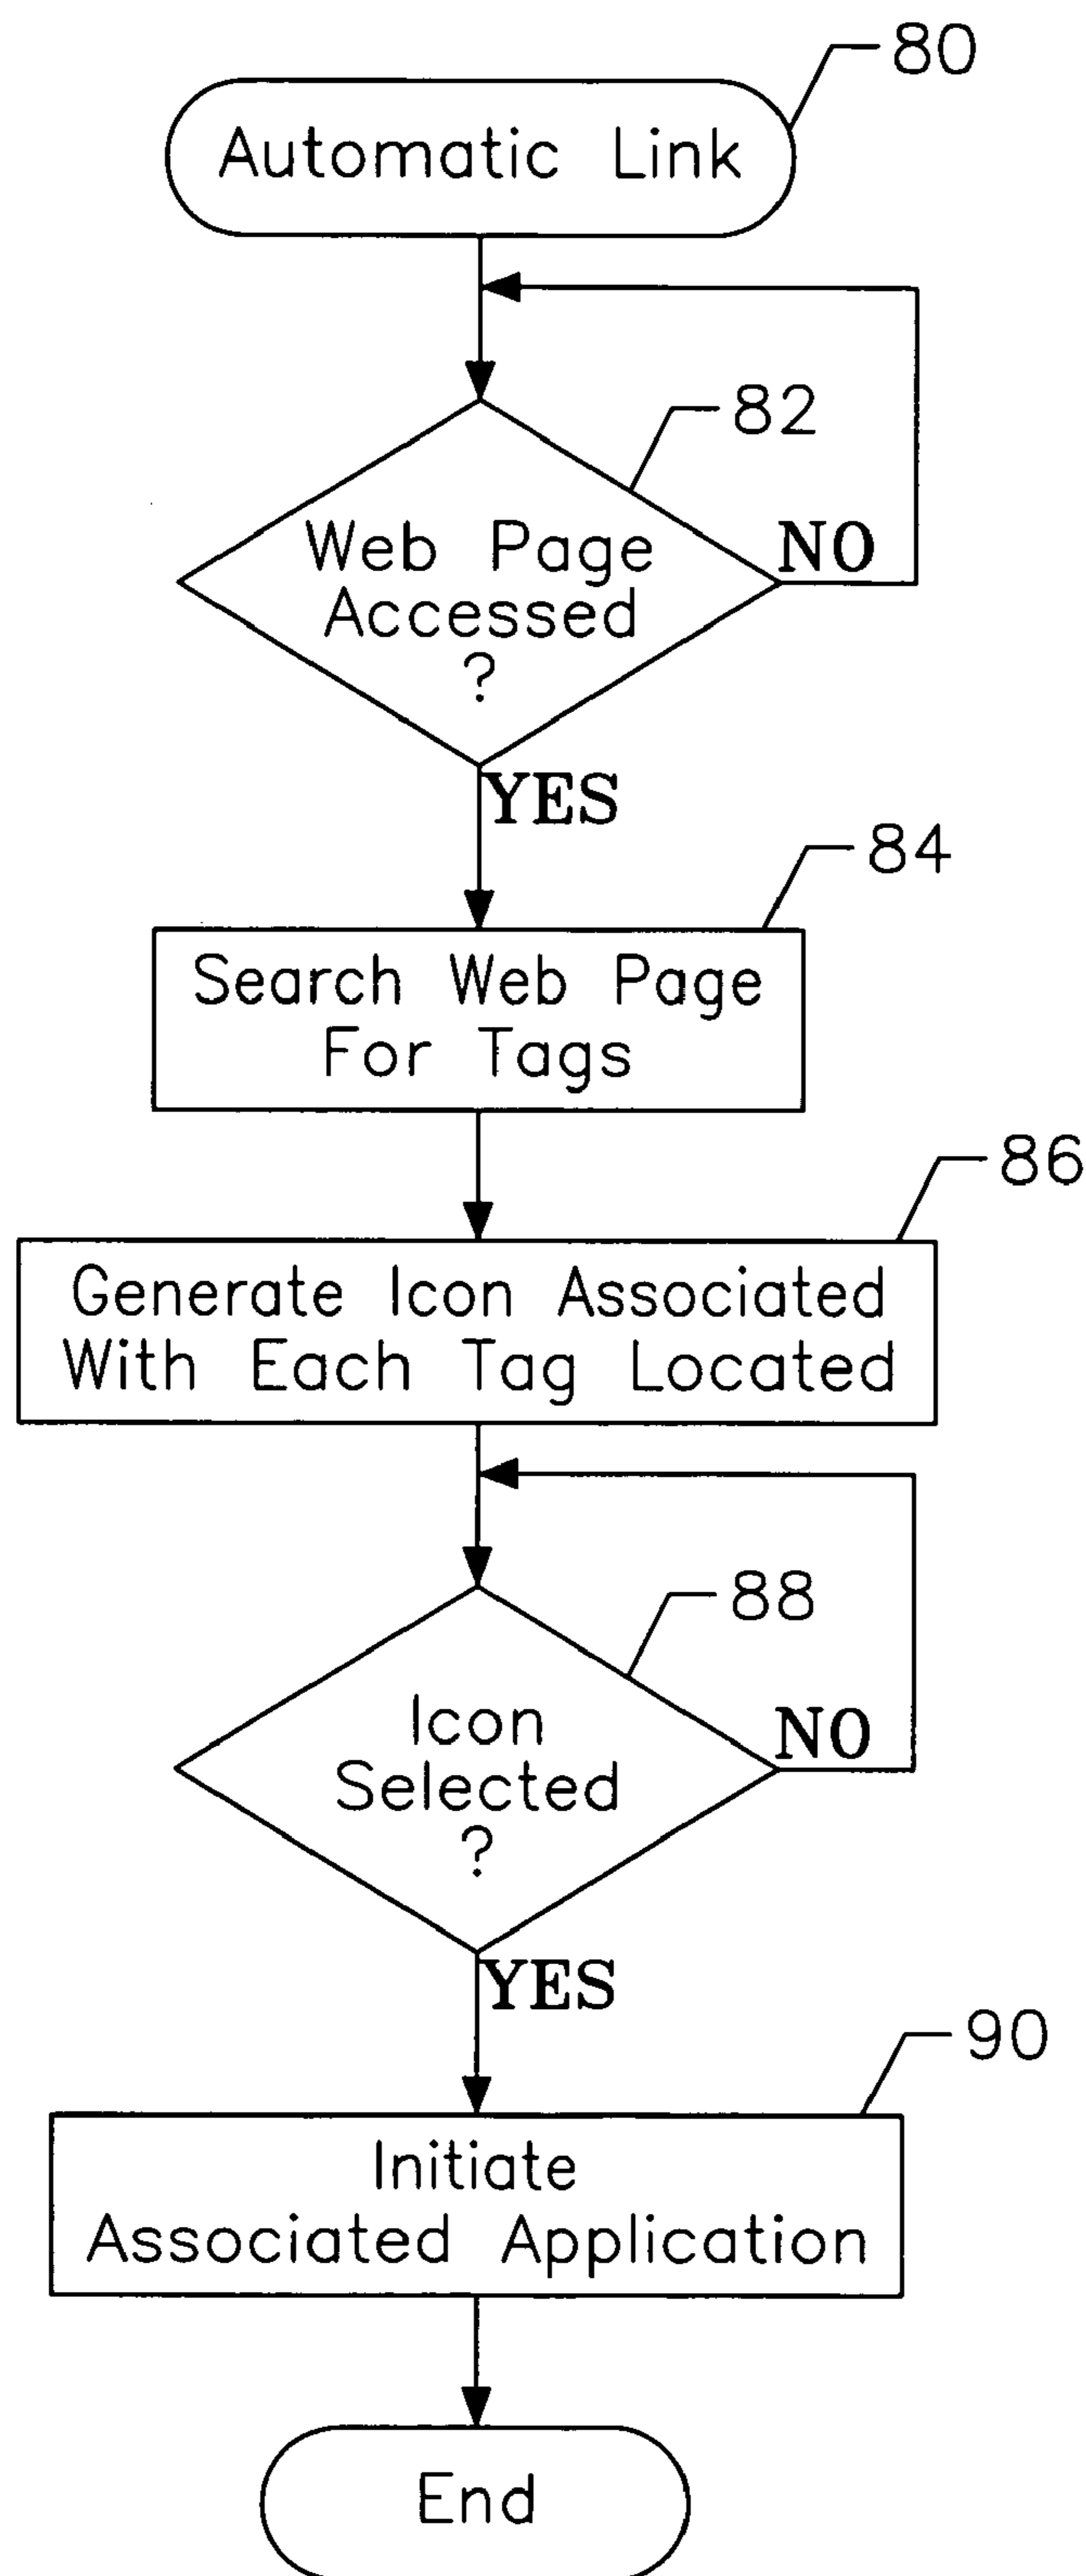 80
Automatic Link
82
Web Page
Accessed
?
NO
YES
84
Search Web Page
For Tags
86
Generate Icon Associated
With Each Tag Located
88
Icon
Selected
?
NO
YES
90
Initiate
Associated Application
End